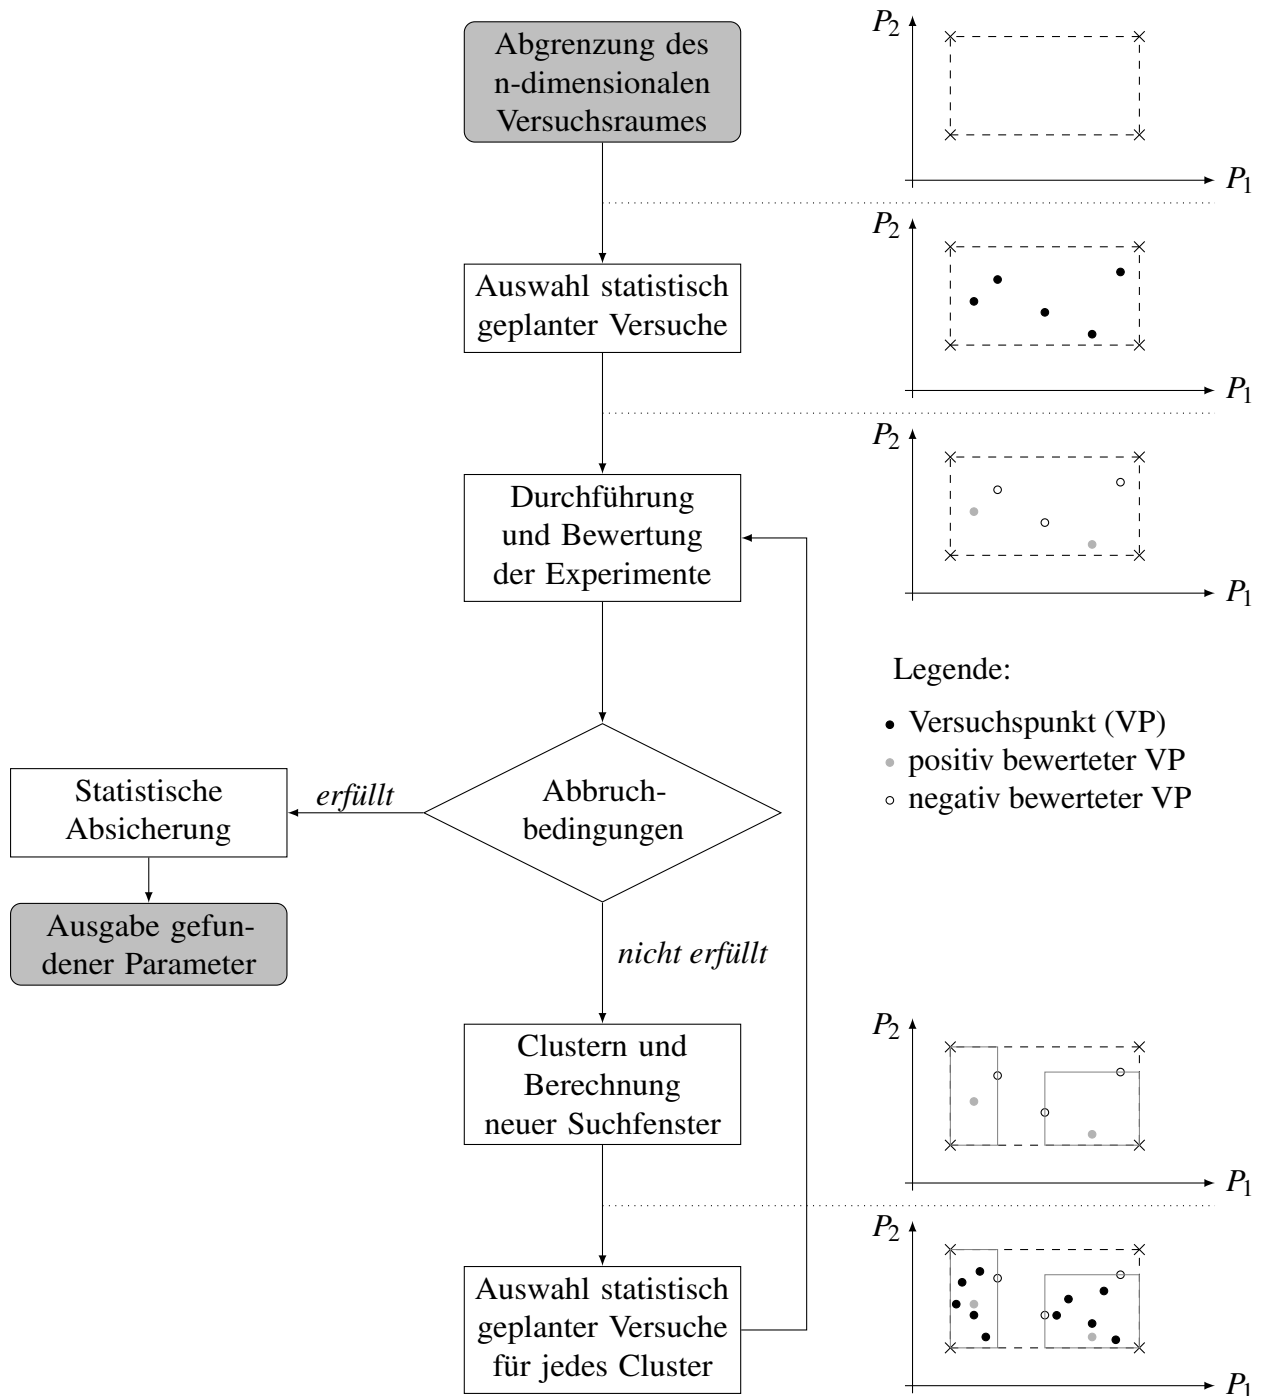 Abgrenzung des
n-dimensionalen
Versuchsraumes
P2
P1
Auswahl statistisch
geplanter Versuche
P2
P1
Durchführung
und Bewertung
der Experimente
P2
P1
Legende:
Versuchspunkt (VP)
positiv bewerteter VP
negativ bewerteter VP
Abbruch-
bedingungen
erfüllt
Statistische
Absicherung
Ausgabe gefun-
dener Parameter
nicht erfüllt
Clustern und
Berechnung
neuer Suchfenster
P2
P1
Auswahl statistisch
geplanter Versuche
für jedes Cluster
P2
P1